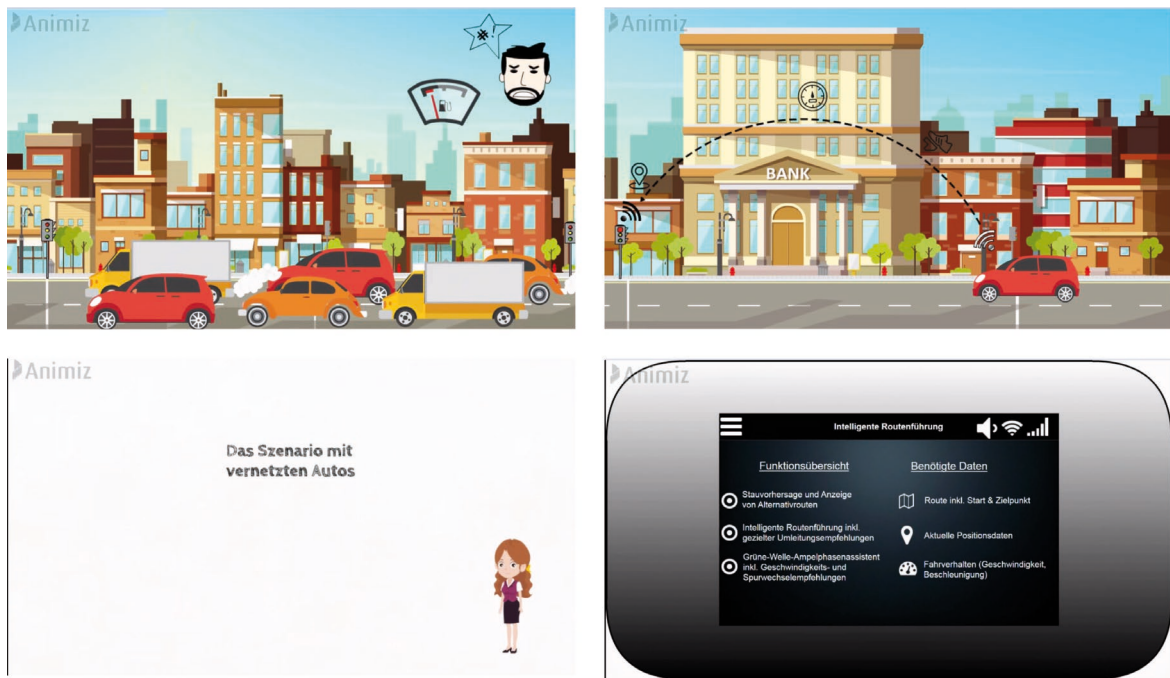 Animiz
#!
Animiz
BANK
Animiz
Das Szenario mit
vernetzten Autos
Animiz
Intelligente Routenführung
Funktionsübersicht
Stauvorhersage und Anzeige
von Alternativrouten
Intelligente Routenführung inkl.
gezielter Umleitungsempfehlungen
Grüne-Welle-Ampelphasenassistent
inkl. Geschwindigkeits- und
Spurwechselempfehlungen
Benötigte Daten
Route inkl. Start & Zielpunkt
Aktuelle Positionsdaten
Fahrverhalten (Geschwindigkeit,
Beschleunigung)